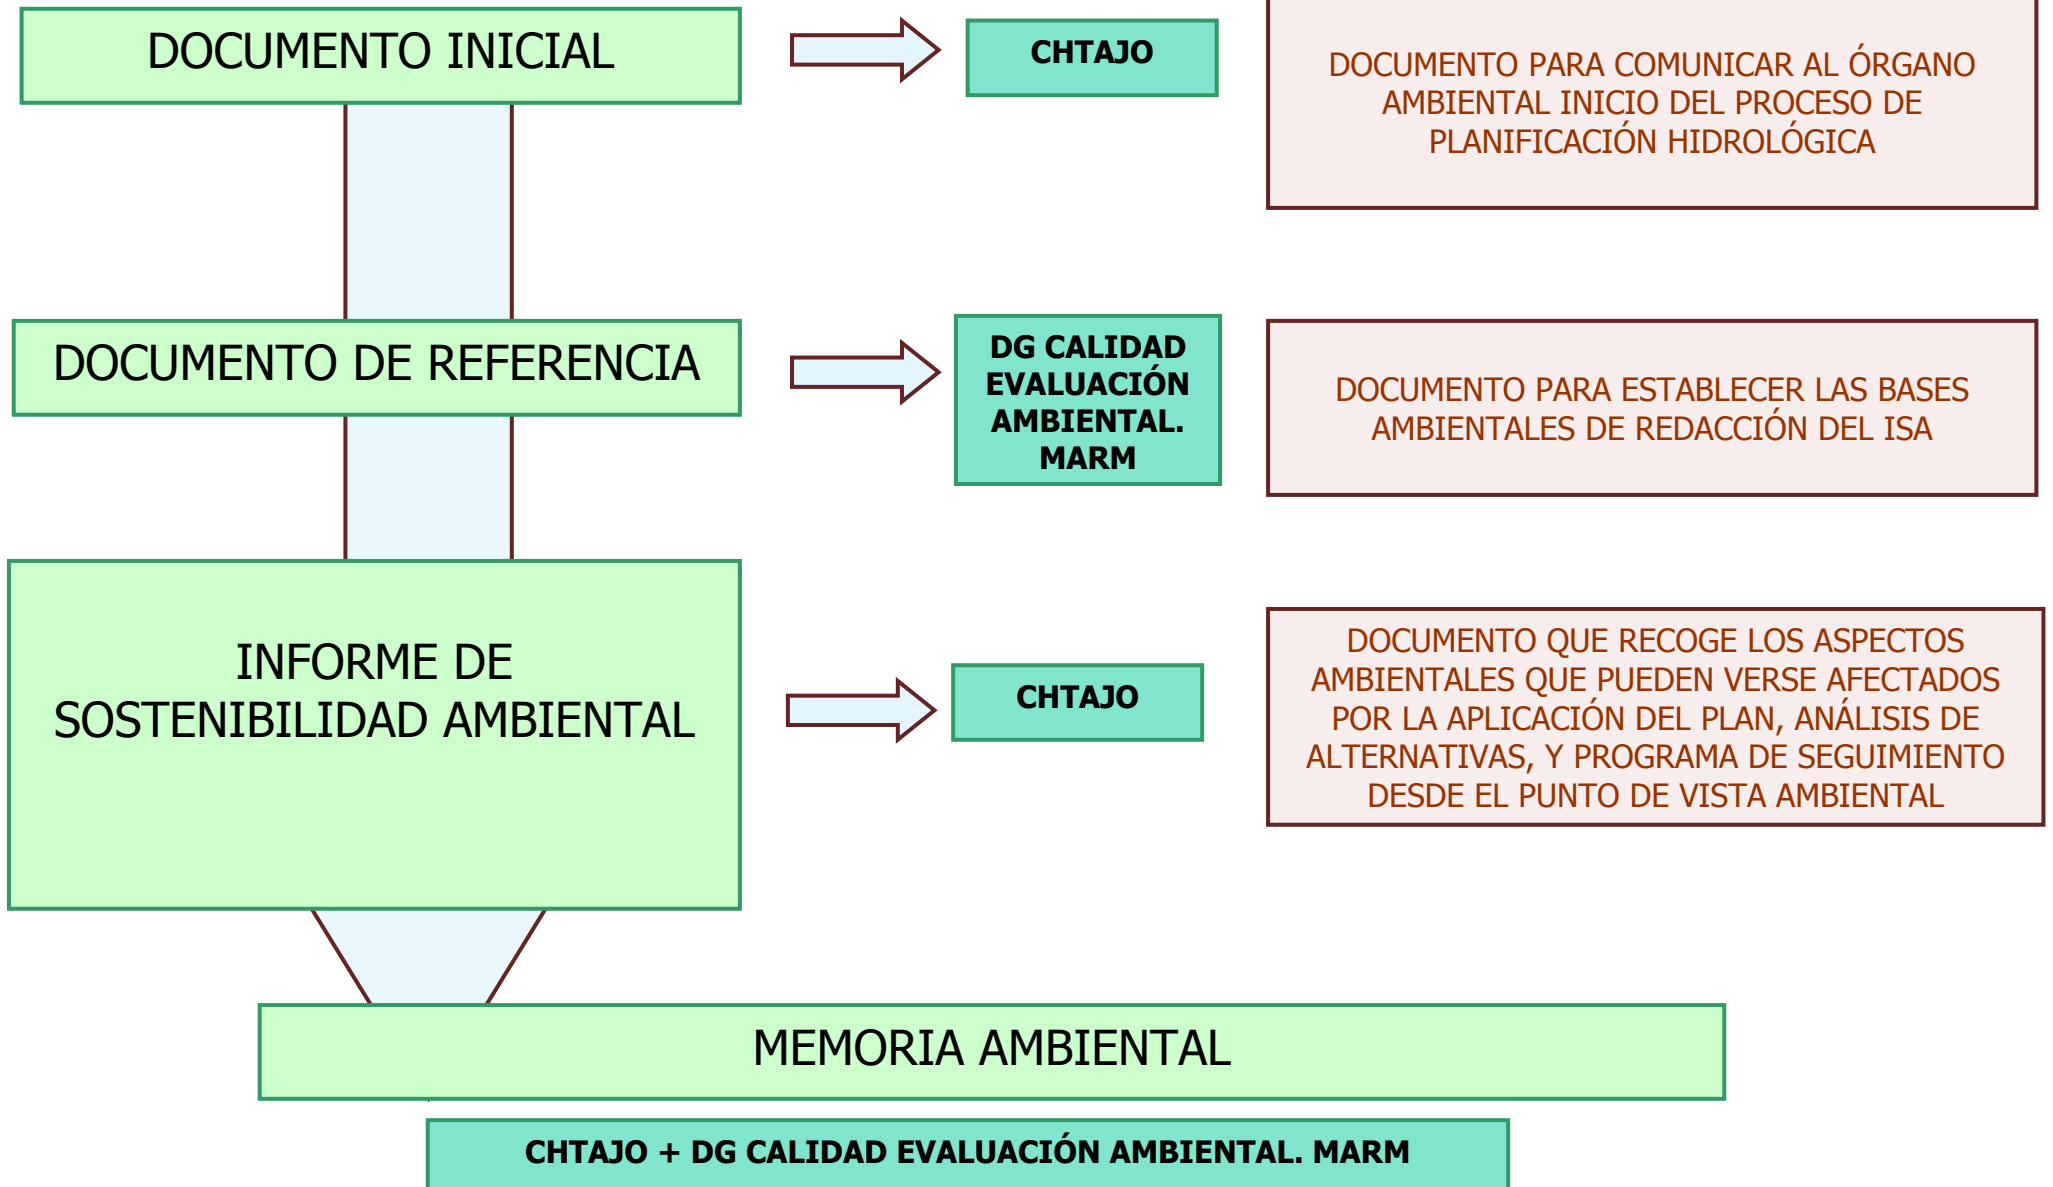 DOCUMENTO INICIAL
CHTAJO
DOCUMENTO PARA COMUNICAR AL ÓRGANO
AMBIENTAL INICIO DEL PROCESO DE
PLANIFICACIÓN HIDROLÓGICA
DOCUMENTO DE REFERENCIA
DG CALIDAD
EVALUACIÓN
AMBIENTAL.
MARM
DOCUMENTO PARA ESTABLECER LAS BASES
AMBIENTALES DE REDACCIÓN DEL ISA
INFORME DE
SOSTENIBILIDAD AMBIENTAL
CHTAJO
DOCUMENTO QUE RECOGE LOS ASPECTOS
AMBIENTALES QUE PUEDEN VERSE AFECTADOS
POR LA APLICACIÓN DEL PLAN, ANÁLISIS DE
ALTERNATIVAS, Y PROGRAMA DE SEGUIMIENTO
DESDE EL PUNTO DE VISTA AMBIENTAL
MEMORIA AMBIENTAL
CHTAJO + DG CALIDAD EVALUACIÓN AMBIENTAL. MARM